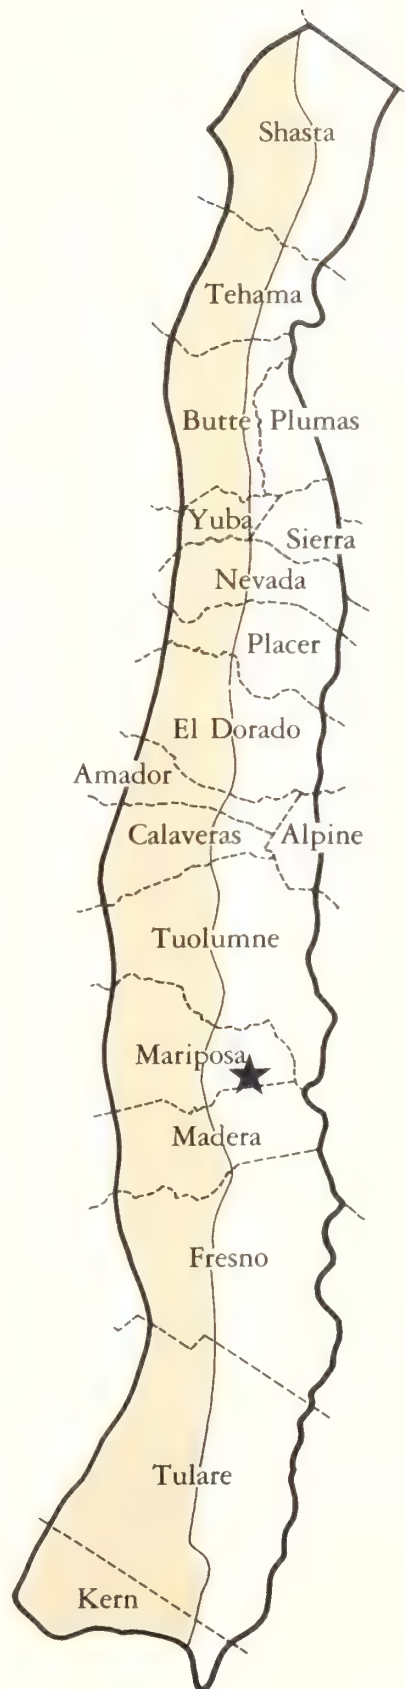 Shasta
Tehama
Butte
Plumas
Yuba
Sierra
Nevada
Placer
El Dorado
Amador
Calaveras
Alpine
Tuolumne
Mariposa
Madera
Fresno
Tulare
Kern